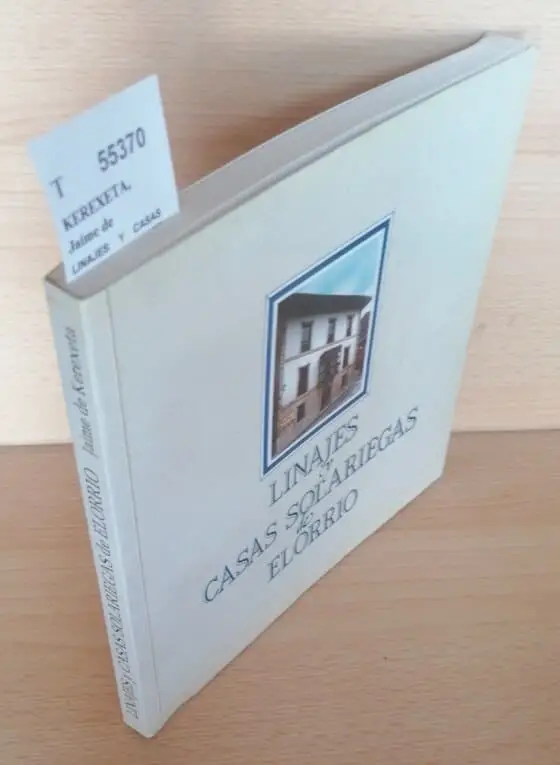 T 55370
KEREXETA,
Jaime de
LINAJES Y CASAS
LINAJES
Y
CASAS SOLARIEGAS
de
ELORRIO
LINAJES y CASAS SOLARIEGAS de ELORRIO Jaime de Kerexeta